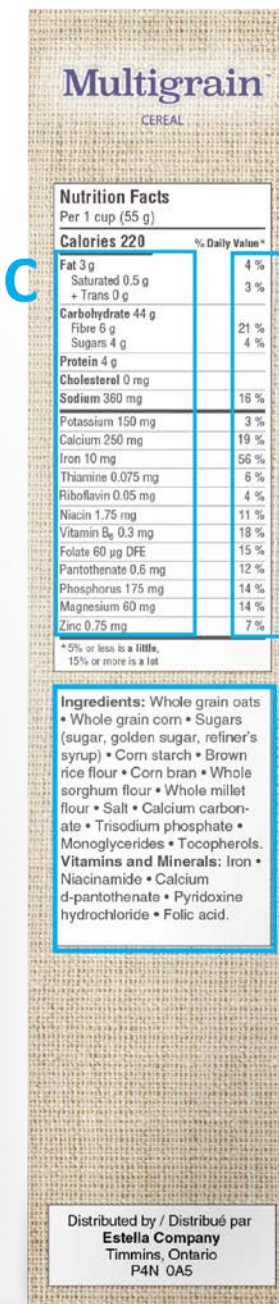 Multigrain
CEREAL
Nutrition Facts
Per 1 cup (55 g)
Calories 220 % Daily Value*
C
Fat 3 g 4 %
Saturated 0.5 g
+ Trans 0 g 3 %
Carbohydrate 44 g
Fibre 6 g 21 %
Sugars 4 g 4 %
Protein 4 g
Cholesterol 0 mg
Sodium 360 mg 16 %
Potassium 150 mg 3 %
Calcium 250 mg 19 %
Iron 10 mg 56 %
Thiamine 0.075 mg 6 %
Riboflavin 0.05 mg 4 %
Niacin 1.75 mg 11 %
Vitamin B₆ 0.3 mg 18 %
Folate 60 µg DFE 15 %
Pantothenate 0.6 mg 12 %
Phosphorus 175 mg 14 %
Magnesium 60 mg 14 %
Zinc 0.75 mg 7 %
*5% or less is a little,
15% or more is a lot
Ingredients: Whole grain oats
• Whole grain corn • Sugars
(sugar, golden sugar, refiner's
syrup) • Corn starch • Brown
rice flour • Corn bran • Whole
sorghum flour • Whole millet
flour • Salt • Calcium carbon-
ate • Trisodium phosphate •
Monoglycerides • Tocopherols.
Vitamins and Minerals: Iron •
Niacinamide • Calcium
d-pantothenate • Pyridoxine
hydrochloride • Folic acid.
Distributed by / Distribué par
Estella Company
Timmins, Ontario
P4N 0A5